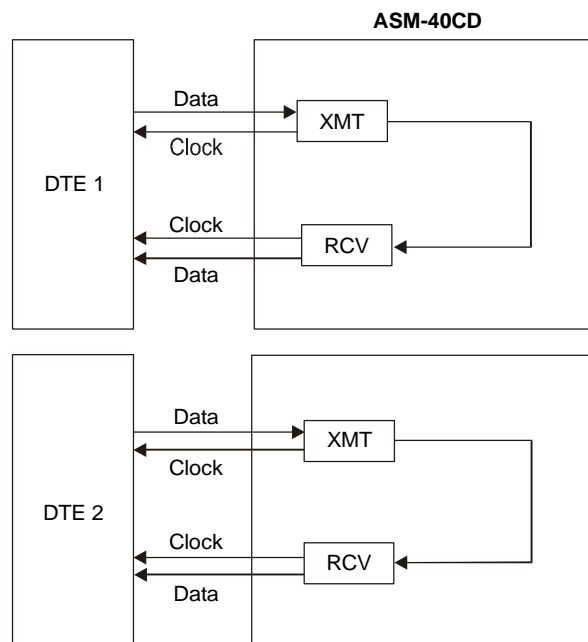 ASM-40CD
Data
XMT
Clock
DTE 1
Clock
RCV
Data
Data
XMT
Clock
DTE 2
Clock
RCV
Data